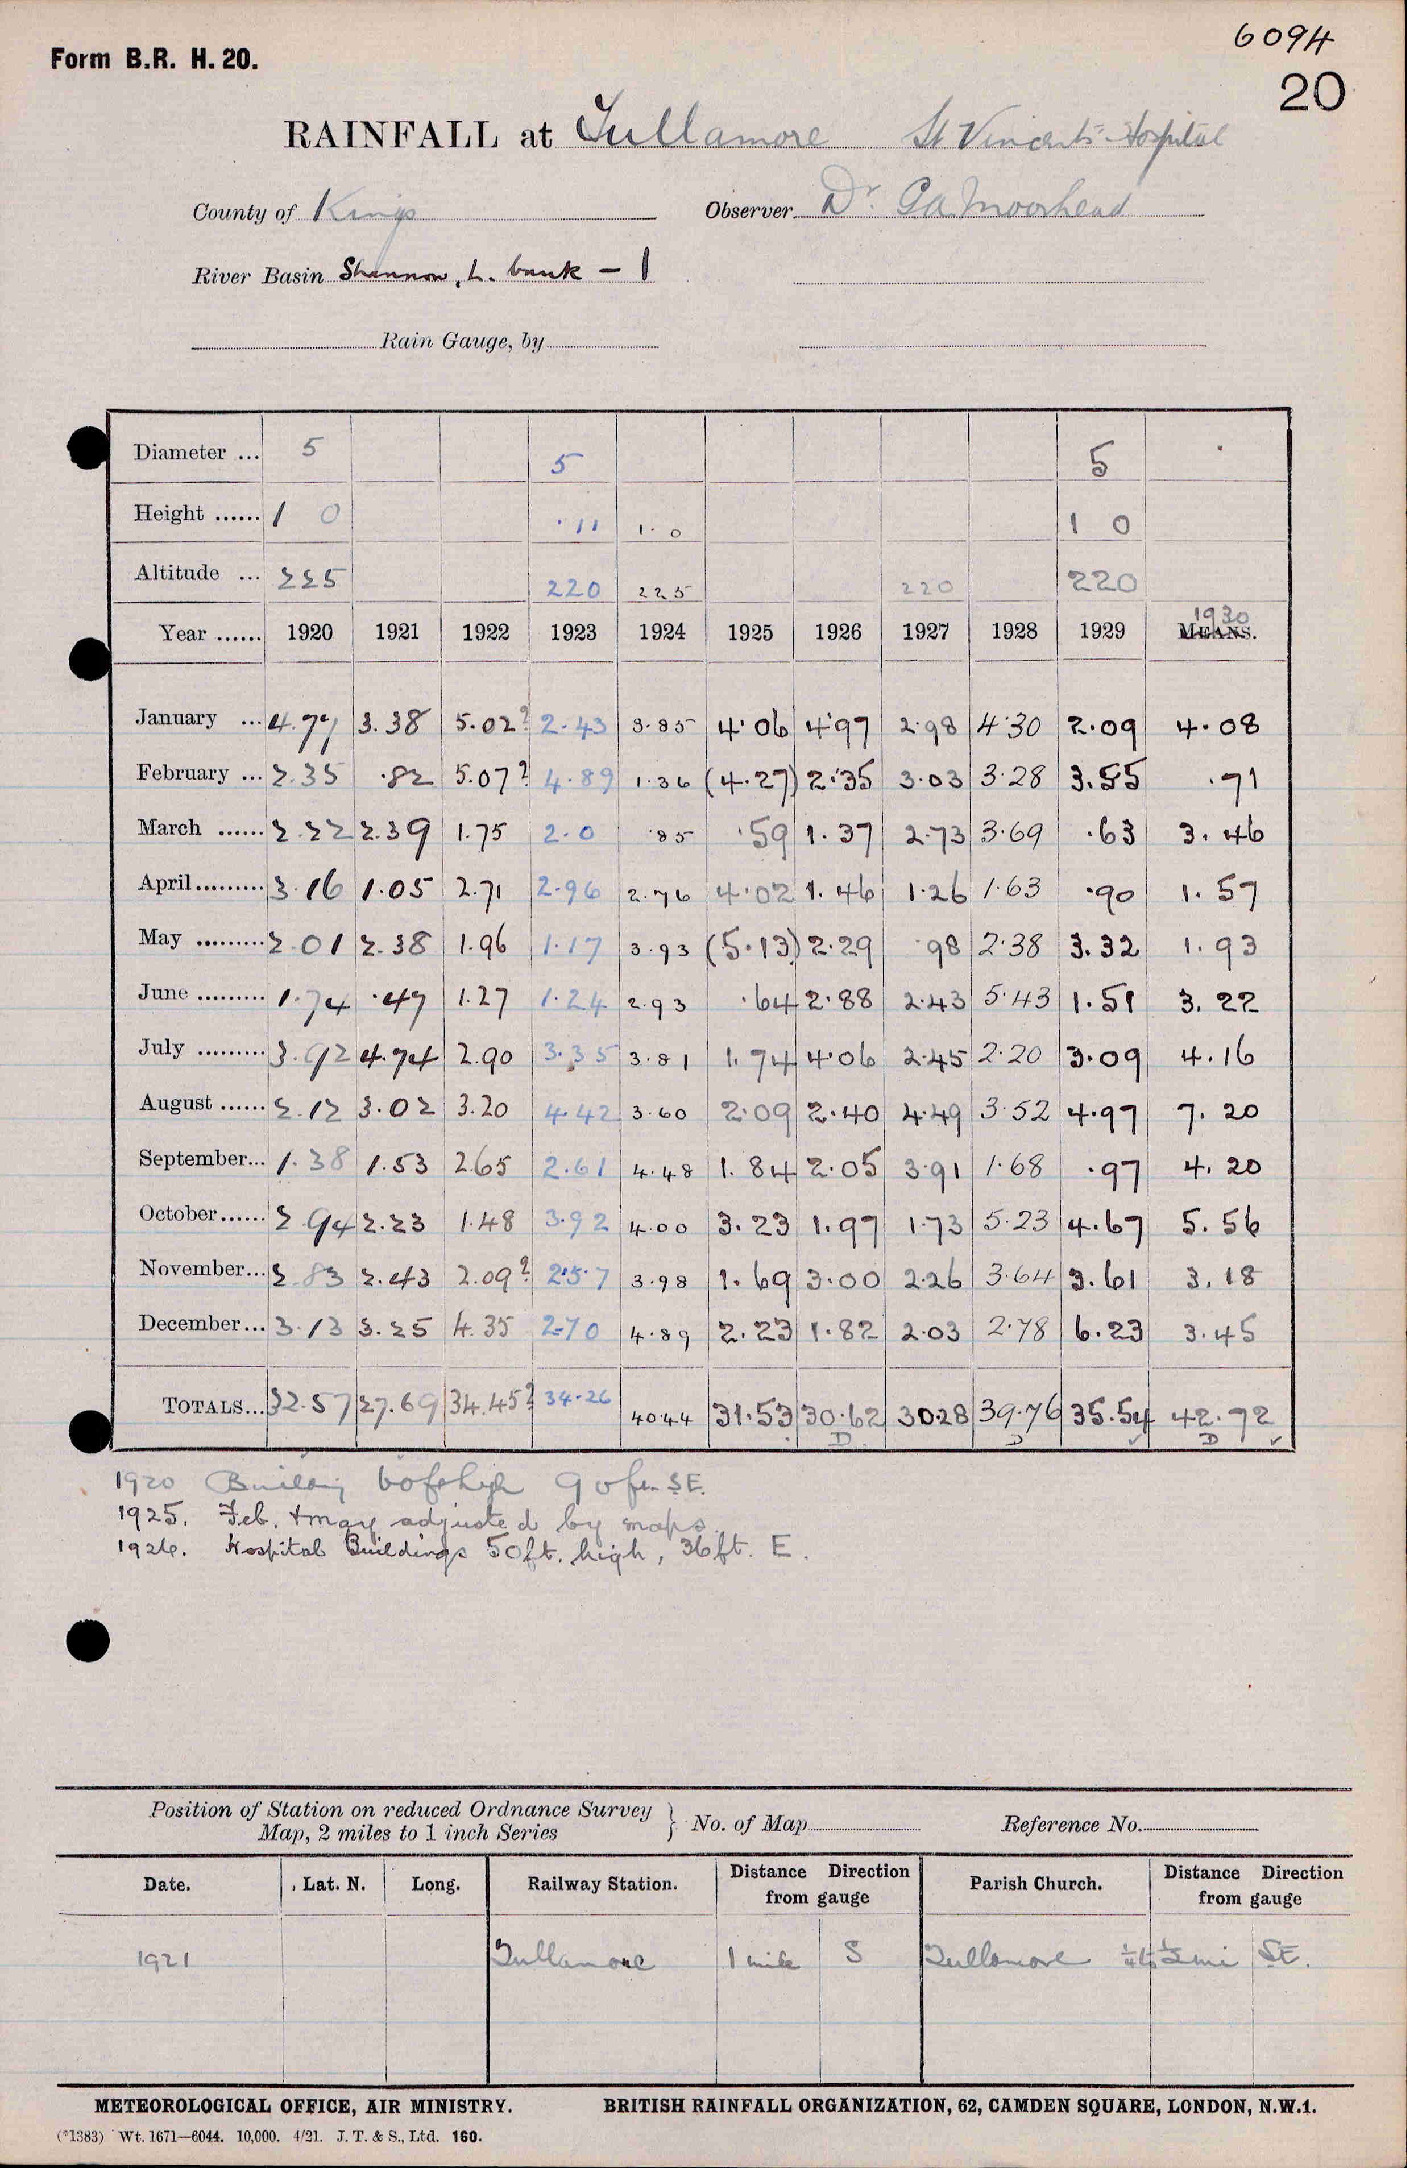 6094
Form B.R. H. 20.
20
RAINFALL at Tullamore St Vincent's Hospital
County of Kings Observer Dr. G A Moorhead
River Basin Shannon, L. bank - 1
Rain Gauge, by
Diameter ... 5 5 5
Height ...... 1 0 .11 1.0 1 0
Altitude ... 225 220 225 220 220
1930
Year ...... 1920 1921 1922 1923 1924 1925 1926 1927 1928 1929 MEANS.
January ... 4.77 3.38 5.02? 2.43 3.85 4.06 4.97 2.98 4.30 2.09 4.08
February ... 2.35 .82 5.07? 4.89 1.36 (4.27) 2.35 3.03 3.28 3.55 .71
March ...... 2.22 2.39 1.75 2.0 .85 .59 1.37 2.73 3.69 .63 3.46
April ......... 3.16 1.05 2.71 2.96 2.76 4.02 1.46 1.26 1.63 .90 1.57
May ......... 2.01 2.38 1.96 1.17 3.93 (5.13) 2.29 .98 2.38 3.32 1.93
June ......... 1.74 .47 1.27 1.24 2.93 .64 2.88 2.43 5.43 1.51 3.22
July ......... 3.92 4.74 2.90 3.35 3.81 1.74 4.06 2.45 2.20 3.09 4.16
August ...... 2.12 3.02 3.20 4.42 3.60 2.09 2.40 4.49 3.52 4.97 7.20
September... 1.38 1.53 2.65 2.61 4.48 1.84 2.05 3.91 1.68 .97 4.20
October...... 2.94 2.23 1.48 3.92 4.00 3.23 1.97 1.73 5.23 4.67 5.56
November... 2.83 2.43 2.09? 2.57 3.98 1.69 3.00 2.26 3.64 3.61 3.18
December... 3.13 3.25 4.35 2.70 4.89 2.23 1.82 2.03 2.78 6.23 3.45
TOTALS... 32.57 27.69 34.45? 34.26 40.44 31.53 30.62 30.28 39.76 35.54 42.72
D D ✓ D ✓
1920 Building 60ft high 90ft SE.
1925. Feb. + may adjusted by maps.
1926. Hospital Buildings 50ft. high, 36ft. E.
Position of Station on reduced Ordnance Survey
Map, 2 miles to 1 inch Series } No. of Map Reference No.
Date. Lat. N. Long. Railway Station. Distance Direction from gauge Parish Church. Distance Direction from gauge
1921 Tullamore 1 mile S Tullamore ½ mi SE.
METEOROLOGICAL OFFICE, AIR MINISTRY. BRITISH RAINFALL ORGANIZATION, 62, CAMDEN SQUARE, LONDON, N.W.1.
(*1383) Wt. 1671—6044. 10,000. 4/21. J. T. & S., Ltd. 160.